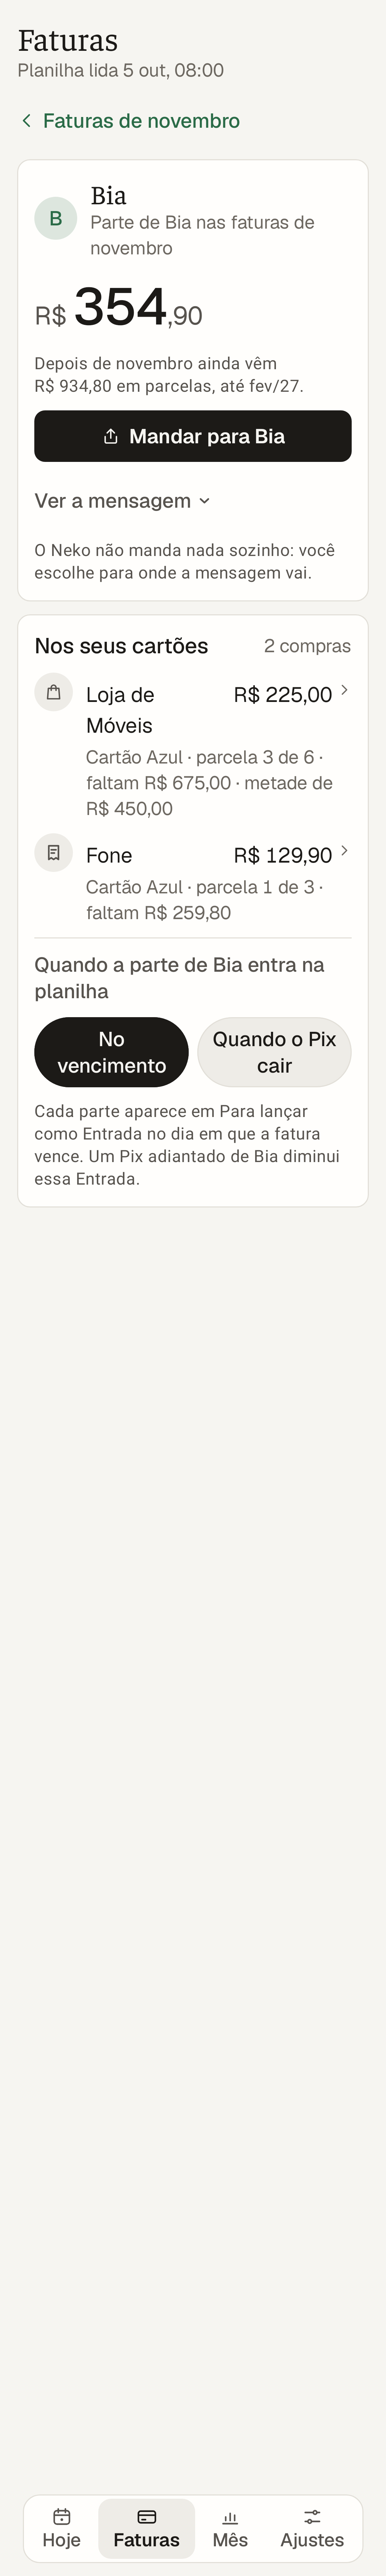 Faturas
Planilha lida 5 out, 08:00
Faturas de novembro
B
Bia
Parte de Bia nas faturas de
novembro
R$ 354,90
Depois de novembro ainda vêm
R$ 934,80 em parcelas, até fev/27.
Mandar para Bia
Ver a mensagem
O Neko não manda nada sozinho: você
escolhe para onde a mensagem vai.
Nos seus cartões 2 compras
Loja de R$ 225,00
Móveis
Cartão Azul · parcela 3 de 6 ·
faltam R$ 675,00 · metade de
R$ 450,00
Fone R$ 129,90
Cartão Azul · parcela 1 de 3 ·
faltam R$ 259,80
Quando a parte de Bia entra na
planilha
No
vencimento
Quando o Pix
cair
Cada parte aparece em Para lançar
como Entrada no dia em que a fatura
vence. Um Pix adiantado de Bia diminui
essa Entrada.
Hoje Faturas Mês Ajustes